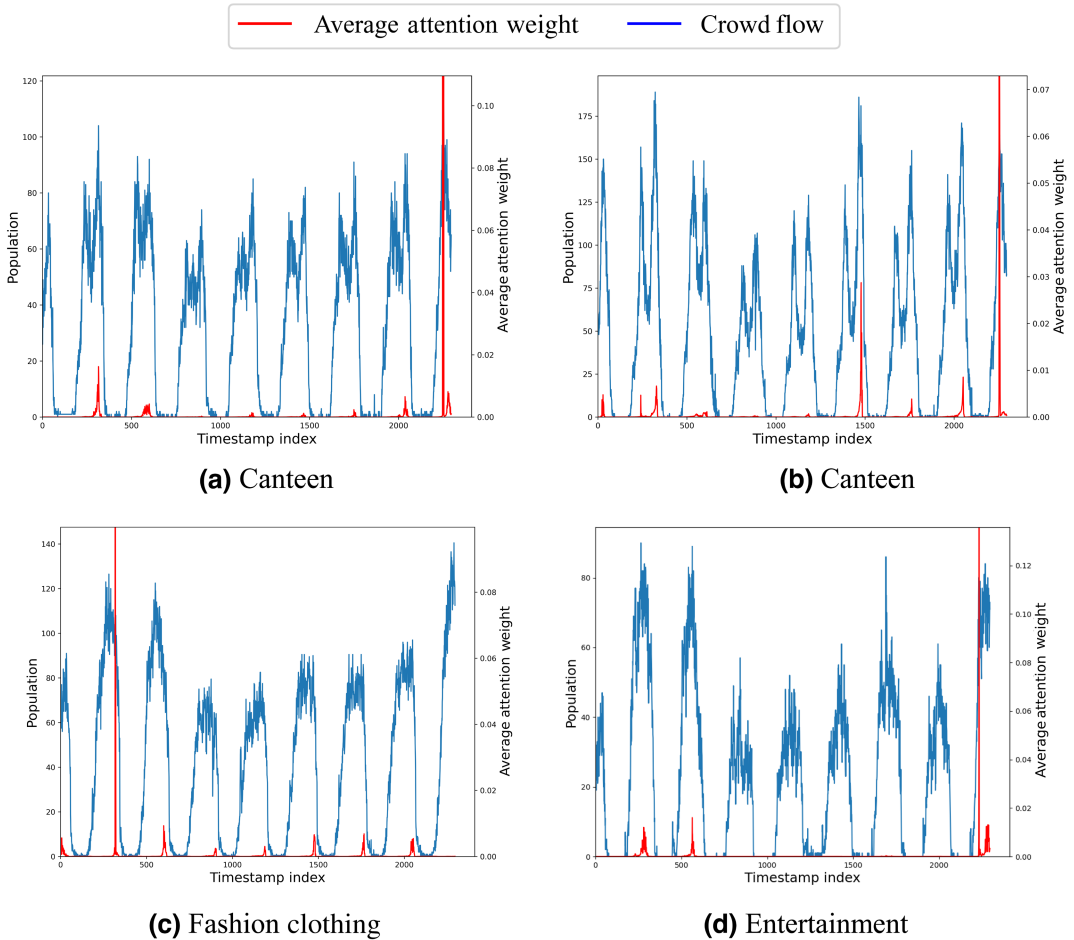 Average attention weight Crowd flow
120
100
80
60
40
20
0
Population
0 500 1000 1500 2000
Timestamp index
0.10
0.08
0.06
0.04
0.02
0.00
Average attention weight
(a) Canteen
175
150
125
100
75
50
25
0
Population
0 500 1000 1500 2000
Timestamp index
0.07
0.06
0.05
0.04
0.03
0.02
0.01
0.00
Average attention weight
(b) Canteen
140
120
100
80
60
40
20
0
Population
0 500 1000 1500 2000
Timestamp index
0.08
0.06
0.04
0.02
0.00
Average attention weight
(c) Fashion clothing
80
60
40
20
0
Population
0 500 1000 1500 2000
Timestamp index
0.12
0.10
0.08
0.06
0.04
0.02
0.00
Average attention weight
(d) Entertainment